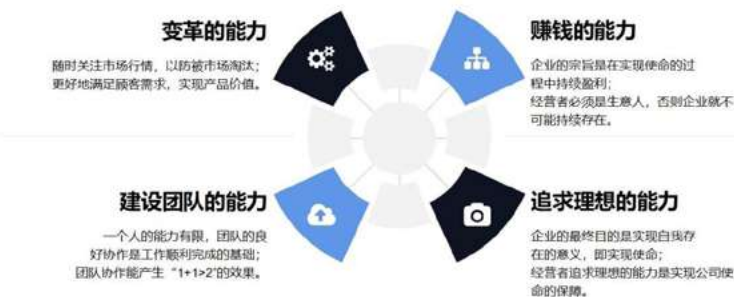 变革的能力
随时关注市场行情，以防被市场淘汰；
更好地满足顾客需求，实现产品价值。
赚钱的能力
企业的宗旨是在实现使命的过
程中持续盈利；
经营者必须是生意人，否则企业就不
可能持续存在。
建设团队的能力
一个人的能力有限，团队的良
好协作是工作顺利完成的基础；
团队协作能产生“1+1>2”的效果。
追求理想的能力
企业的最终目的是实现自我存
在的意义，即实现使命；
经营者追求理想的能力是实现公司使
命的保障。